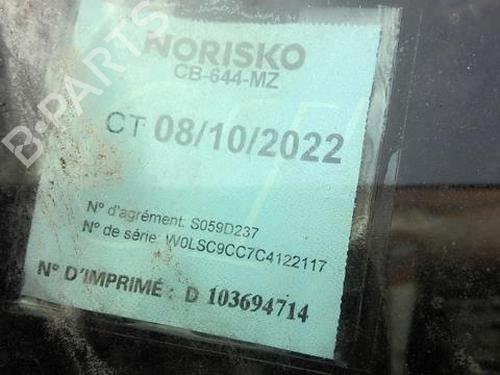 B-PARTS
NORISKO
CB-644-MZ
CT 08/10/2022
N° d'agrément: S059D237
N° de série: W0LSC9CC7C4122117
N° D'IMPRIMÉ : D 103694714